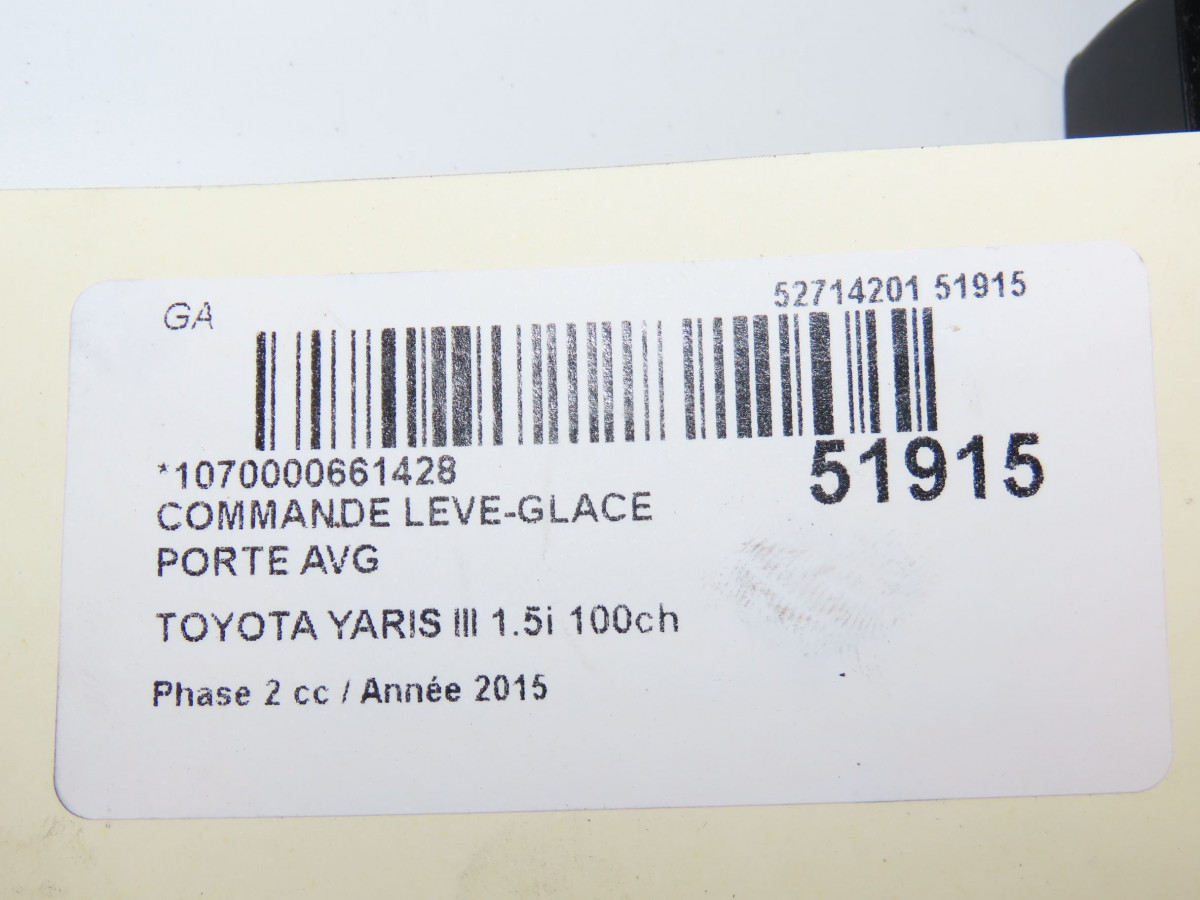 GA
52714201 51915
*1070000661428
51915
COMMANDE LEVE-GLACE
PORTE AVG
TOYOTA YARIS III 1.5i 100ch
Phase 2 cc / Année 2015